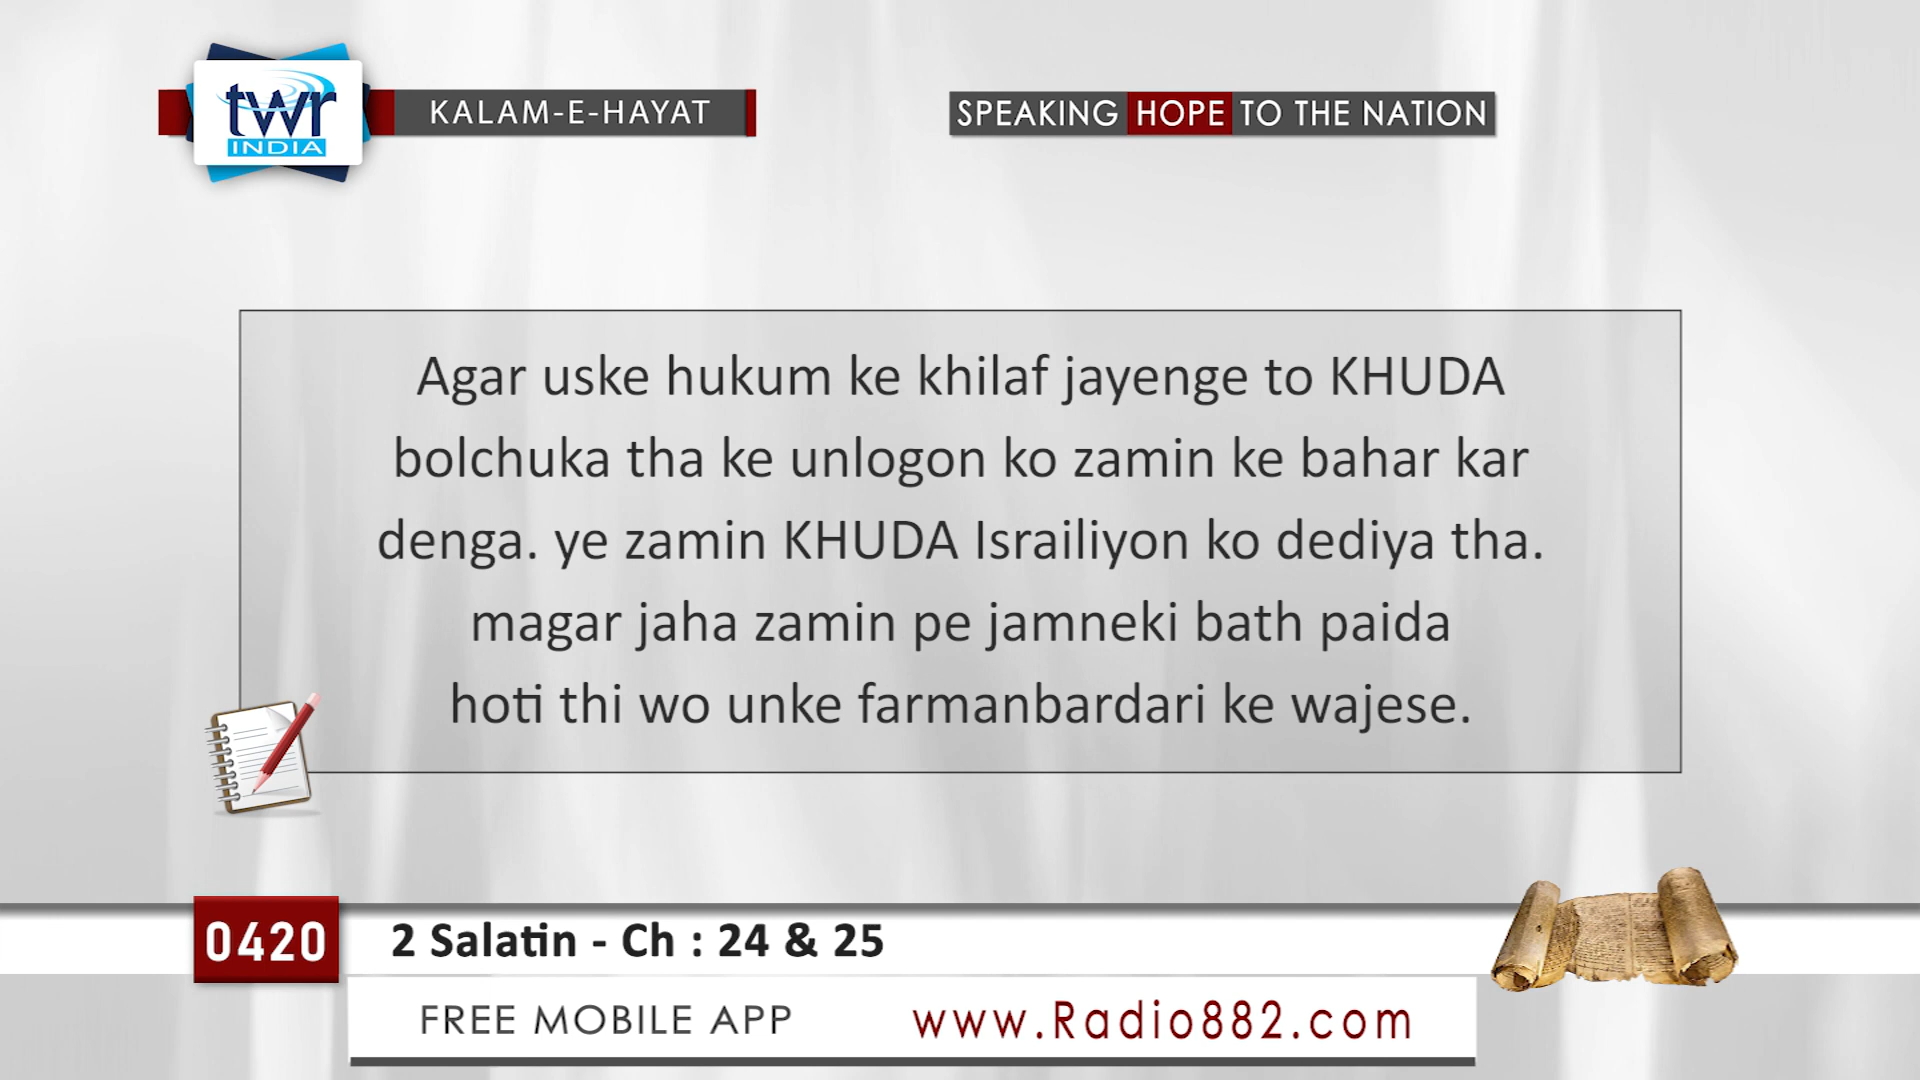 twr
INDIA
KALAM-E-HAYAT
SPEAKING HOPE TO THE NATION
Agar uske hukum ke khilaf jayenge to KHUDA
bolchuka tha ke unlogon ko zamin ke bahar kar
denga. ye zamin KHUDA Israiliyon ko dediya tha.
magar jaha zamin pe jamneki bath paida
hoti thi wo unke farmanbardari ke wajese.
0420
2 Salatin - Ch : 24 & 25
FREE MOBILE APP
www.Radio882.com